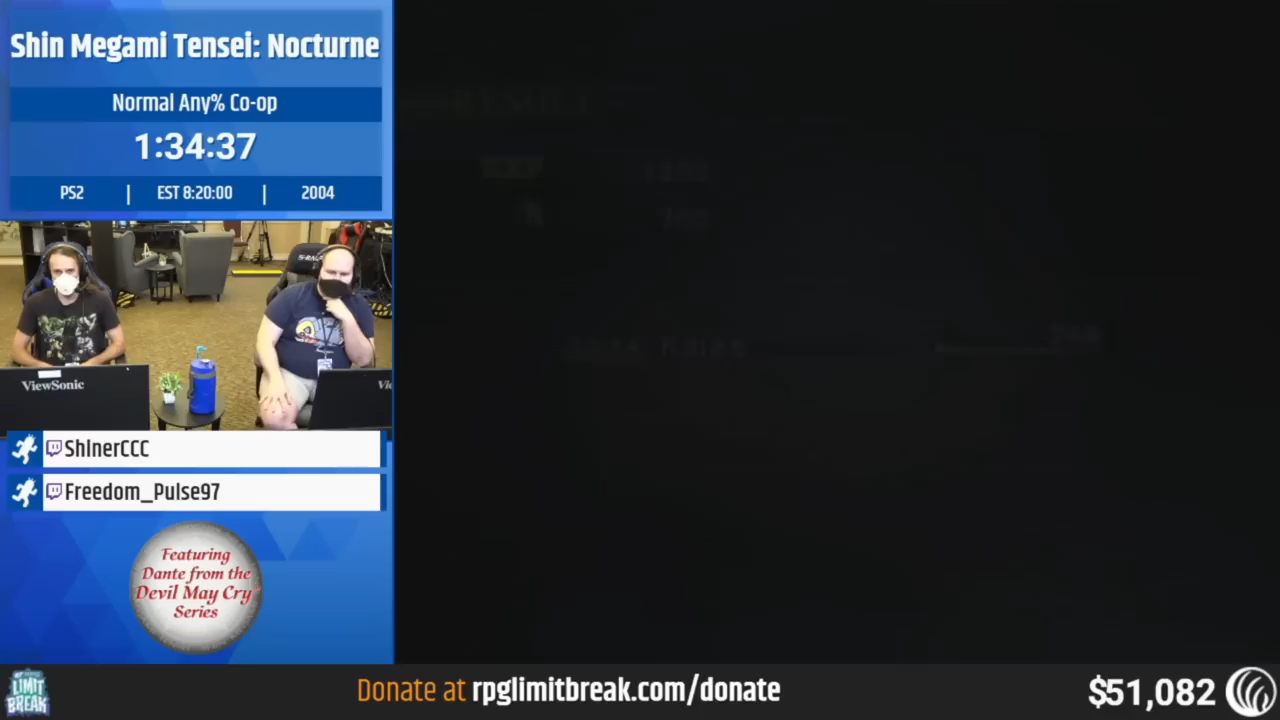 Shin Megami Tensei: Nocturne
Normal Any% Co-op
1:34:37
PS2 | EST 8:20:00 | 2004
ViewSonic
ShInerCCC
Freedom_Pulse97
Featuring
Dante from the
Devil May Cry
Series
LIMIT
BREAK
Donate at rpglimitbreak.com/donate
$51,082